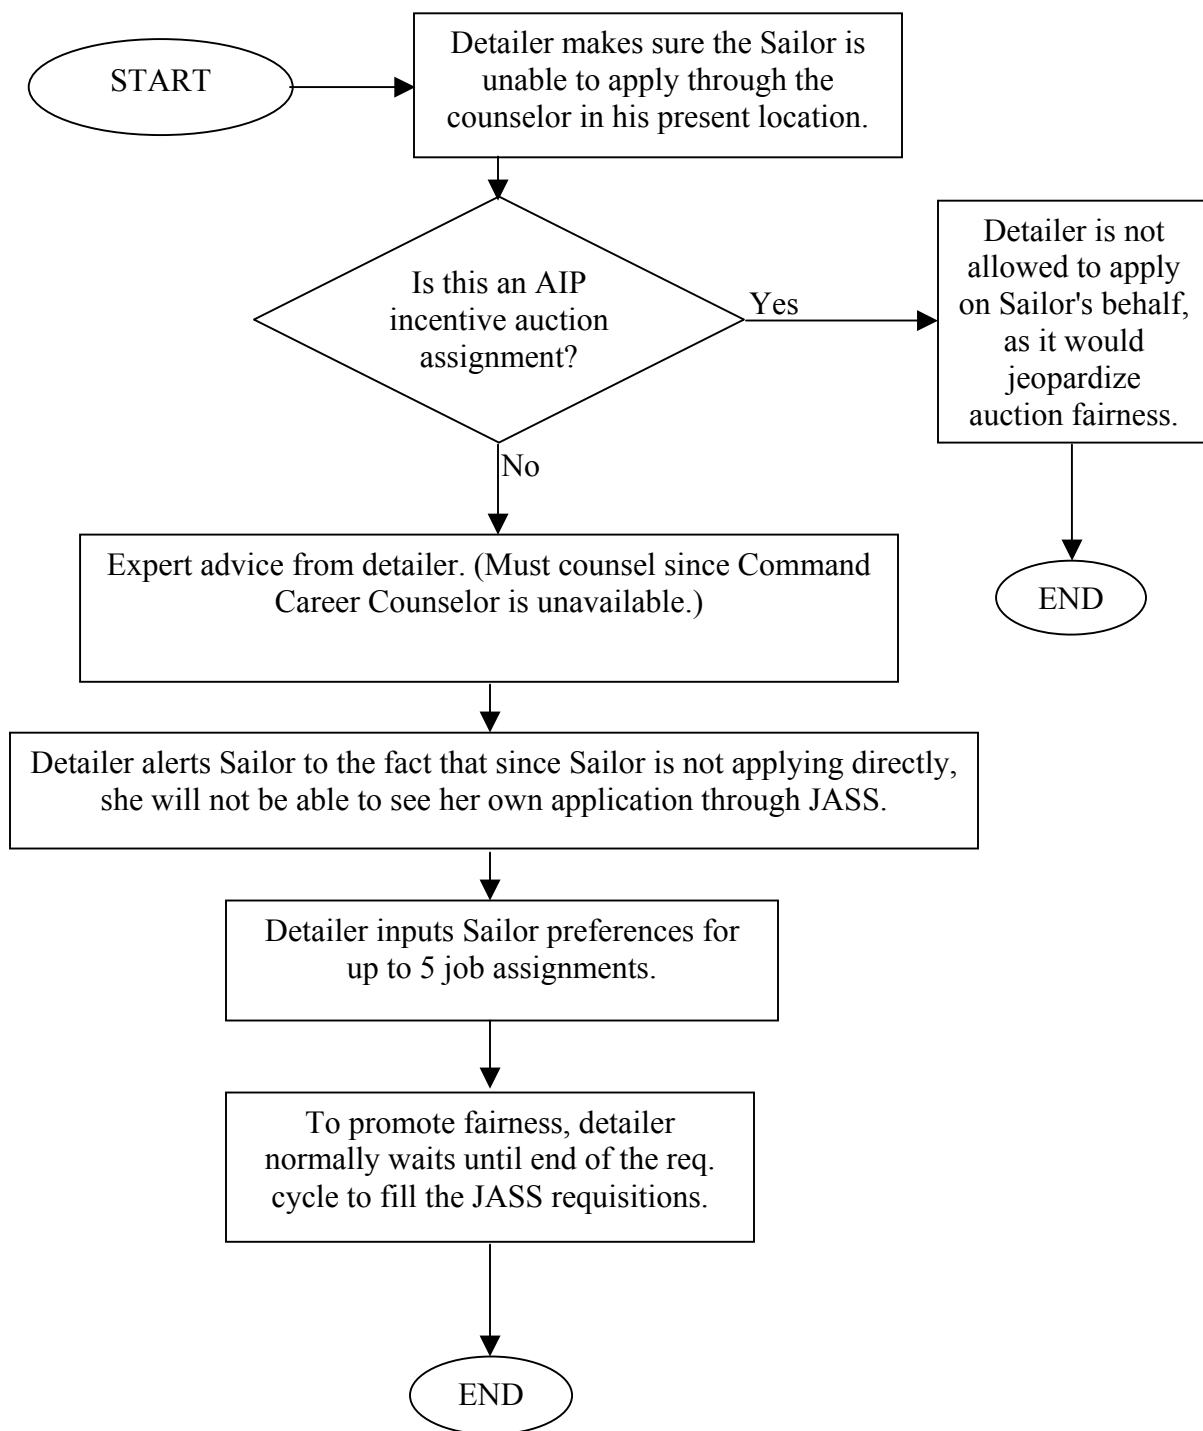 START
Detailer makes sure the Sailor is
unable to apply through the
counselor in his present location.
Is this an AIP
incentive auction
assignment?
Yes
Detailer is not
allowed to apply
on Sailor's behalf,
as it would
jeopardize
auction fairness.
END
No
Expert advice from detailer. (Must counsel since Command
Career Counselor is unavailable.)
Detailer alerts Sailor to the fact that since Sailor is not applying directly,
she will not be able to see her own application through JASS.
Detailer inputs Sailor preferences for
up to 5 job assignments.
To promote fairness, detailer
normally waits until end of the req.
cycle to fill the JASS requisitions.
END